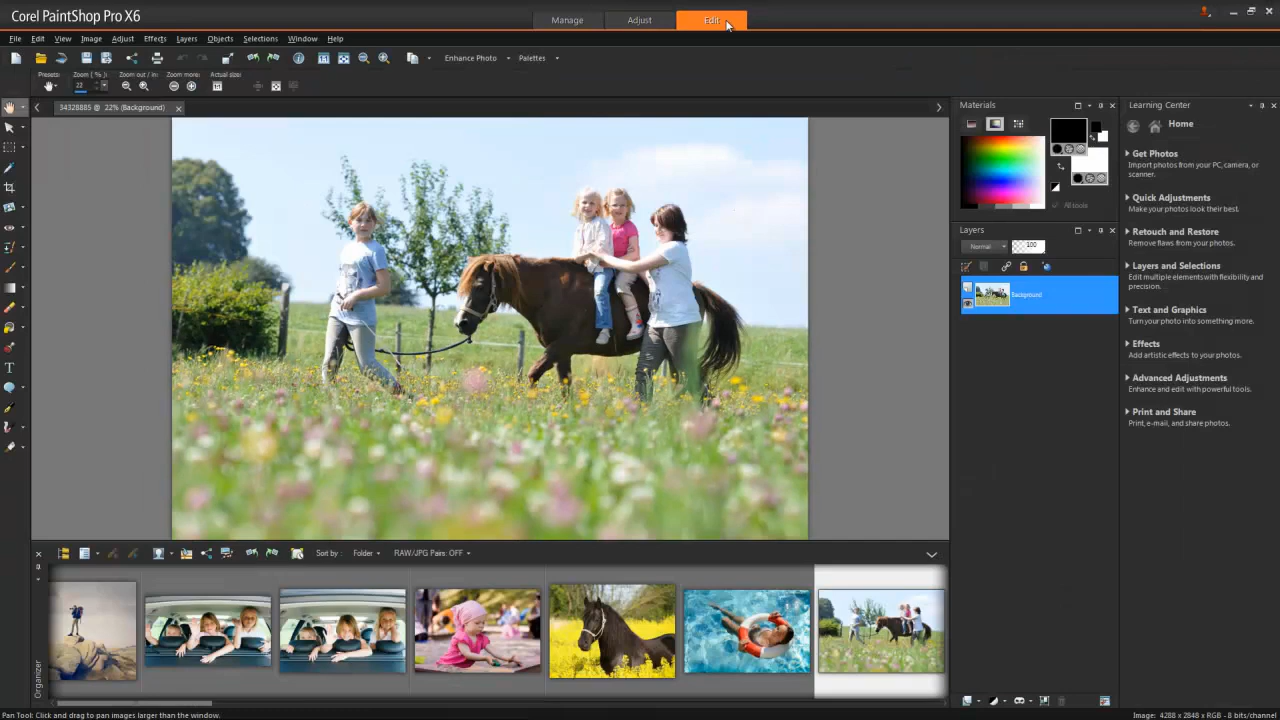 Corel PaintShop Pro X6
Manage Adjust Edit
File Edit View Image Adjust Effects Layers Objects Selections Window Help
Enhance Photo Palettes
Presets: Zoom ( % ): Zoom out / in: Zoom more: Actual size:
22
34328885 @ 22% (Background)
Materials
All tools
Layers
Normal 100
Background
Learning Center
Home
Get Photos
Import photos from your PC, camera, or
scanner.
Quick Adjustments
Make your photos look their best.
Retouch and Restore
Remove flaws from your photos.
Layers and Selections
Edit multiple elements with flexibility and
precision.
Text and Graphics
Turn your photo into something more.
Effects
Add artistic effects to your photos.
Advanced Adjustments
Enhance and edit with powerful tools.
Print and Share
Print, e-mail, and share photos.
Sort by : Folder RAW/JPG Pairs: OFF
Organizer
Pan Tool: Click and drag to pan images larger than the window.
Image: 4288 x 2848 x RGB - 8 bits/channel